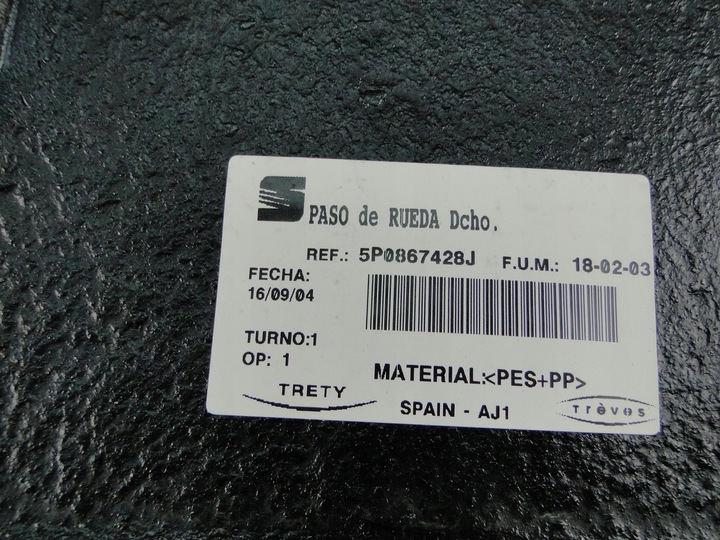 PASO de RUEDA Dcho.
REF.: 5P0867428J F.U.M.: 18-02-03
FECHA:
16/09/04
TURNO:1
OP: 1
MATERIAL:<PES+PP>
TRETY
SPAIN - AJ1
Trèves